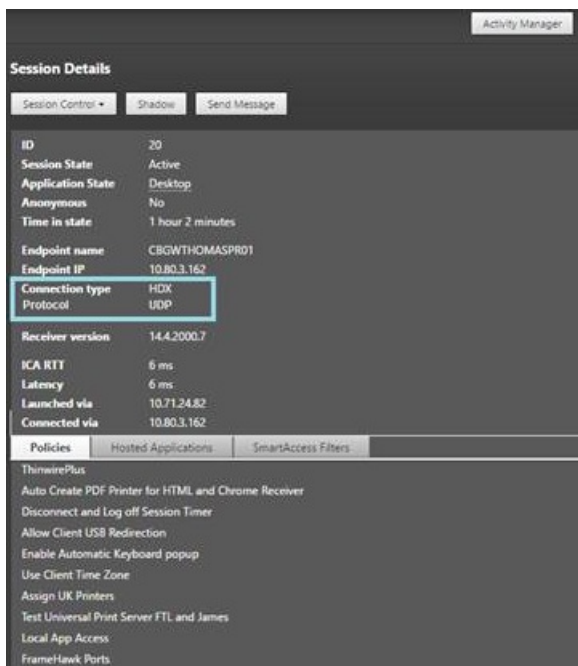 Activity Manager
Session Details
Session Control Shadow Send Message
ID 20
Session State Active
Application State Desktop
Anonymous No
Time in state 1 hour 2 minutes
Endpoint name CBGWTHOMASPR01
Endpoint IP 10.80.3.162
Connection type HDX
Protocol UDP
Receiver version 14.4.2000.7
ICA RTT 6 ms
Latency 6 ms
Launched via 10.71.24.82
Connected via 10.80.3.162
Policies Hosted Applications SmartAccess Filters
ThinwirePlus
Auto Create PDF Printer for HTML and Chrome Receiver
Disconnect and Log off Session Timer
Allow Client USB Redirection
Enable Automatic Keyboard popup
Use Client Time Zone
Assign UK Printers
Test Universal Print Server FTL and James
Local App Access
FrameHawk Ports